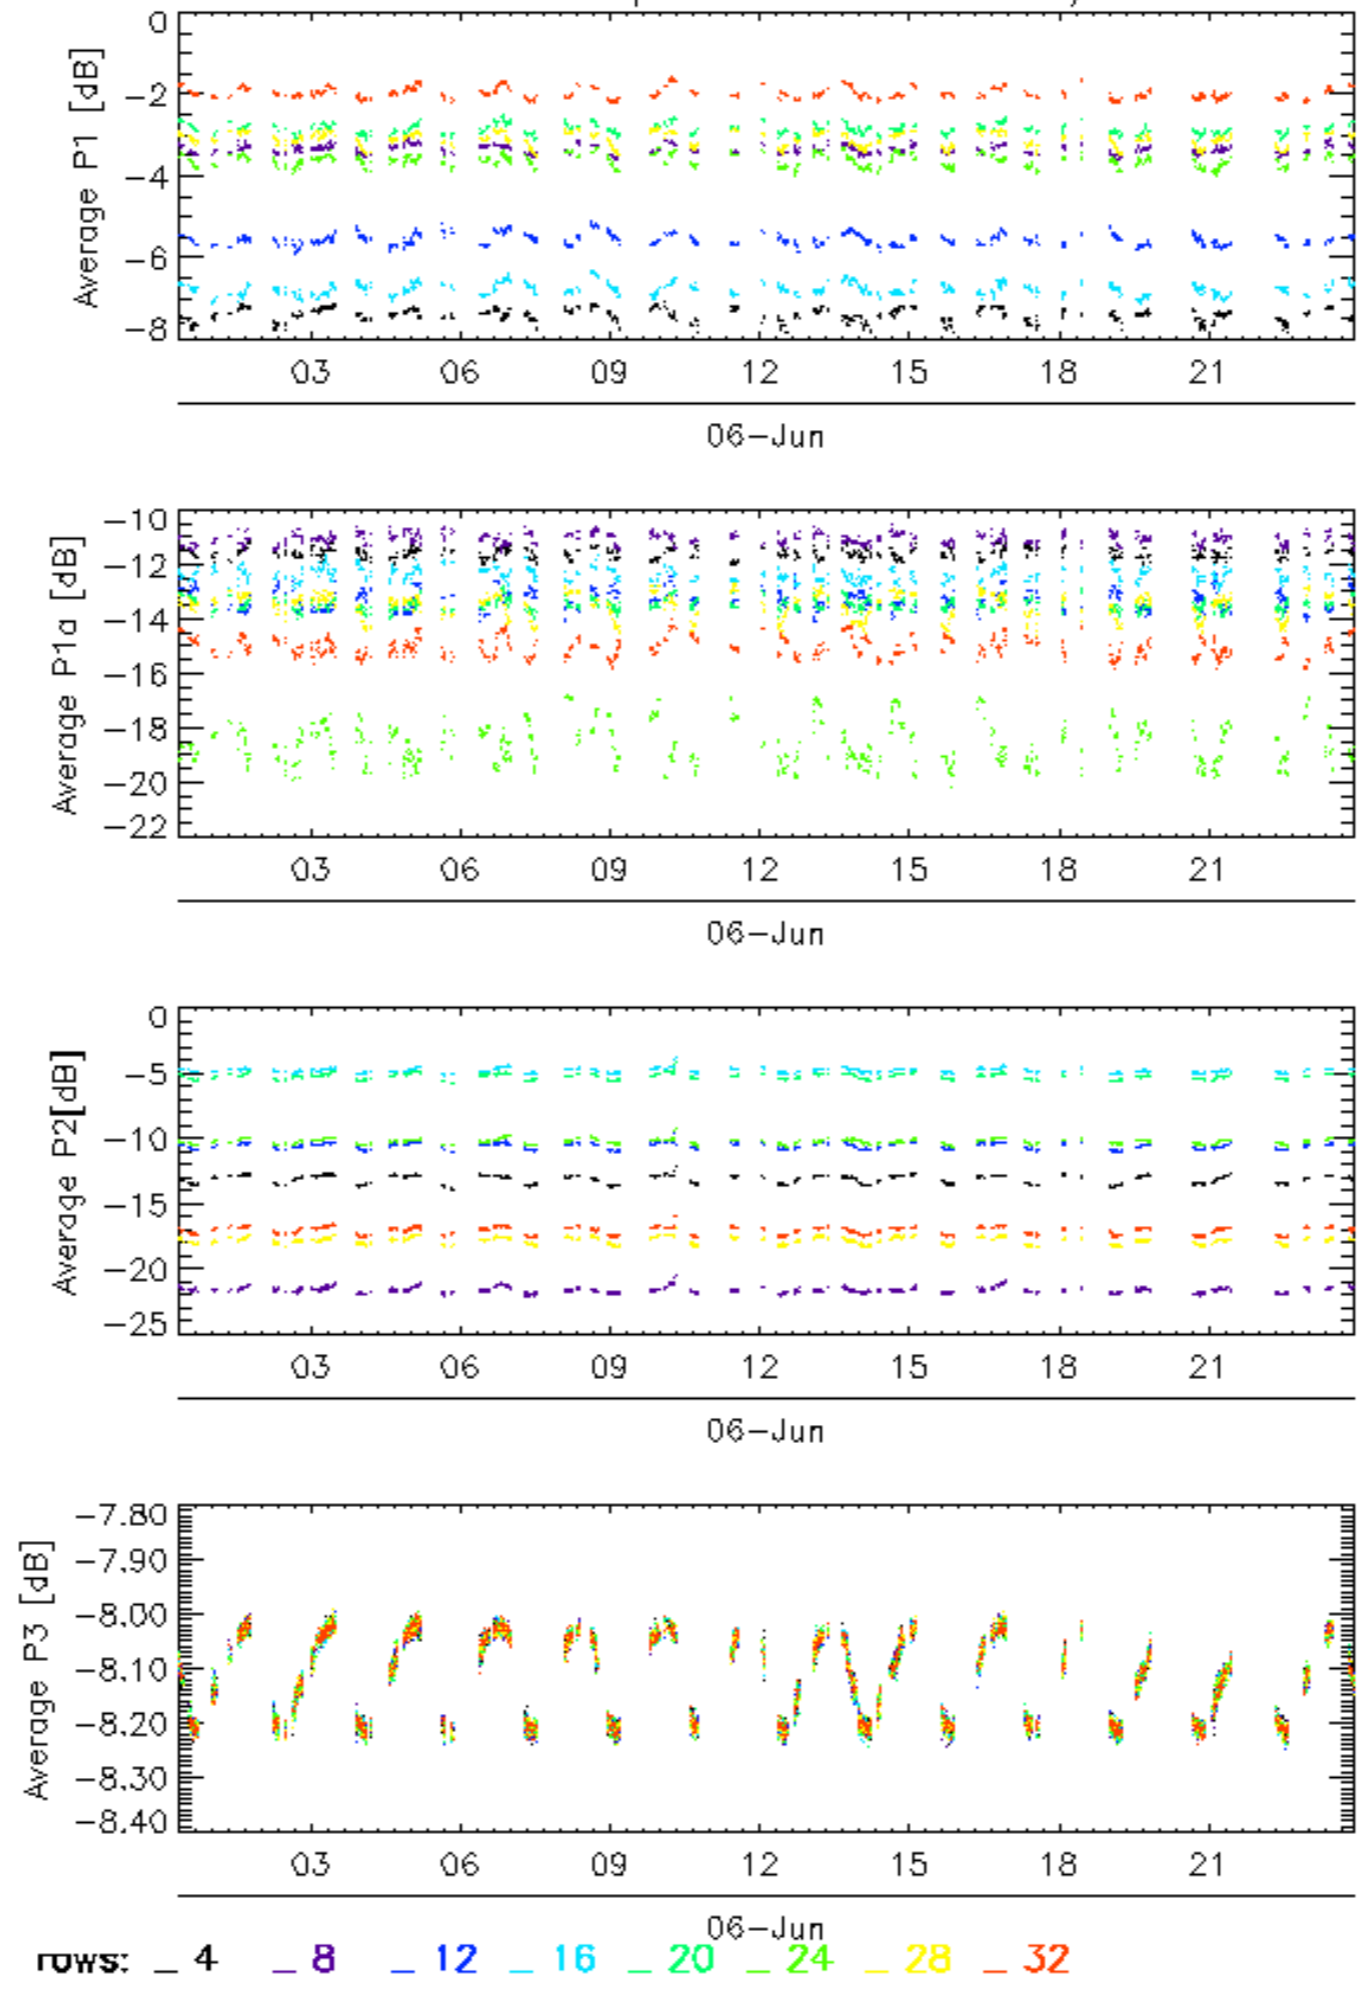 Average P1 [dB]
0
−2
−4
−6
−8
03 06 09 12 15 18 21
06−Jun
Average P1a [dB]
−10
−12
−14
−16
−18
−20
−22
03 06 09 12 15 18 21
06−Jun
Average P2[dB]
0
−5
−10
−15
−20
−25
03 06 09 12 15 18 21
06−Jun
Average P3 [dB]
−7.80
−7.90
−8.00
−8.10
−8.20
−8.30
−8.40
03 06 09 12 15 18 21
06−Jun
rows: _ 4 _ 8 _ 12 _ 16 _ 20 _ 24 _ 28 _ 32